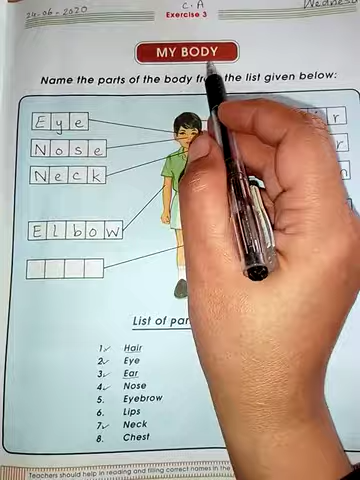 24-06-2020 C.A Wednes
Exercise 3
MY BODY
Name the parts of the body from the list given below:
Eye
r
Nose
r
Neck
Elbow
List of par
1. Hair
2. Eye
3. Ear
4. Nose
5. Eyebrow
6. Lips
7. Neck
8. Chest
Teachers should help in reading and filling correct names in the